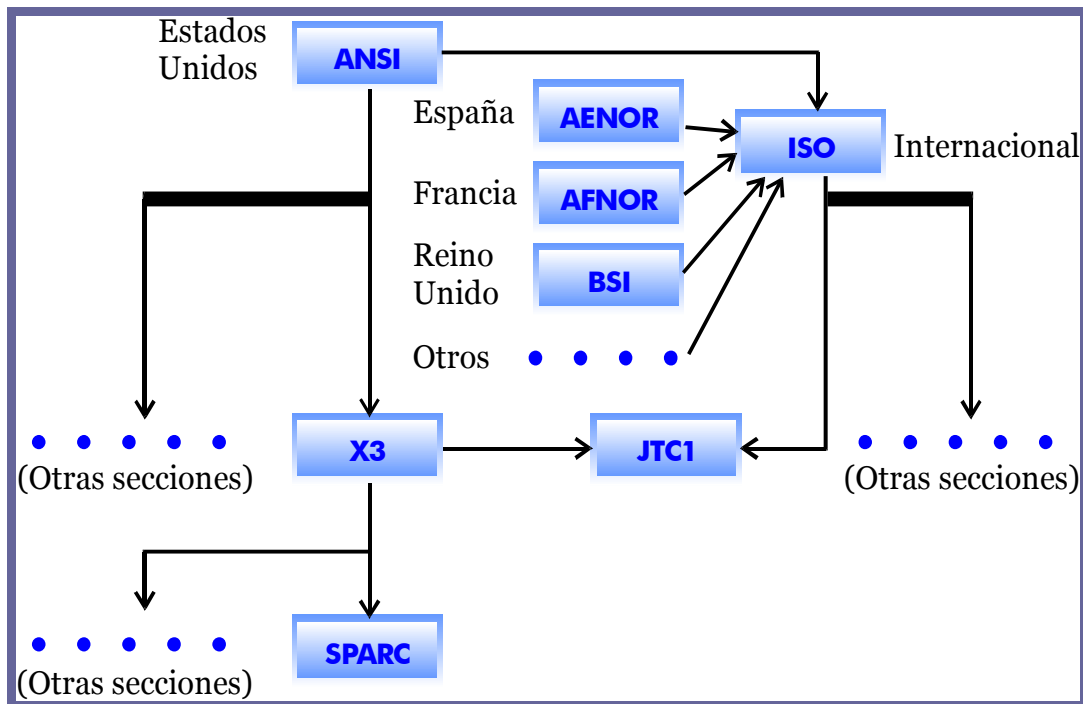 Estados
Unidos
ANSI
España
AENOR
ISO
Internacional
Francia
AFNOR
Reino
Unido
BSI
Otros
X3
JTC1
(Otras secciones)
(Otras secciones)
SPARC
(Otras secciones)